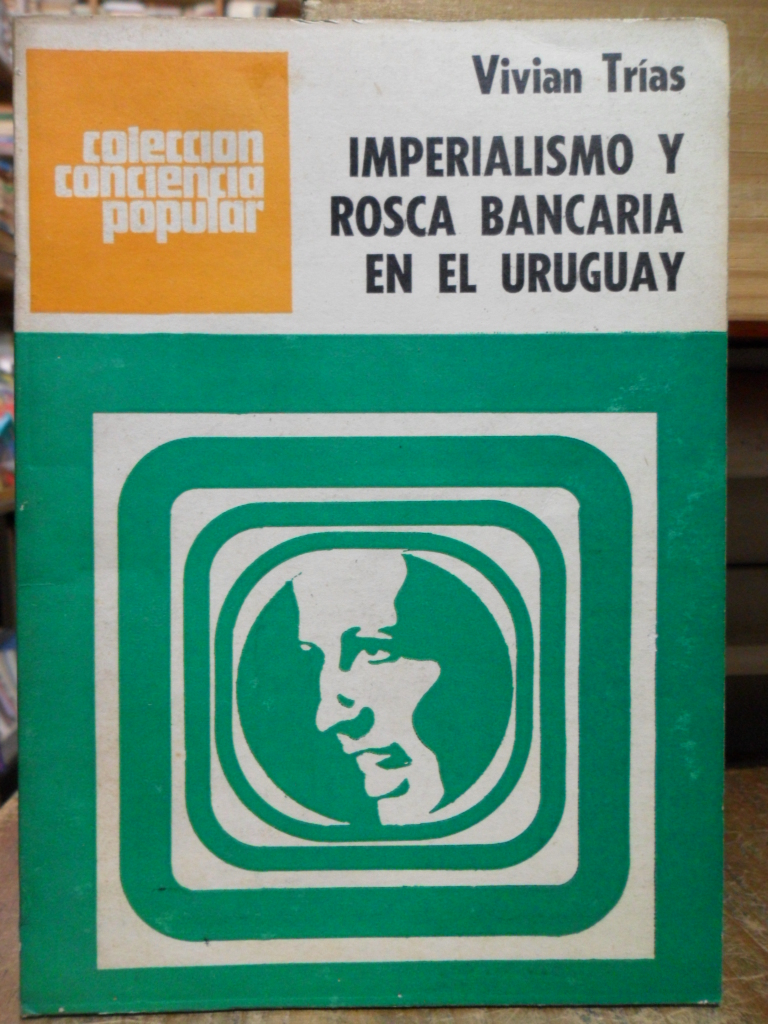 coleccion
conciencia
popular
Vivian Trías
IMPERIALISMO Y
ROSCA BANCARIA
EN EL URUGUAY